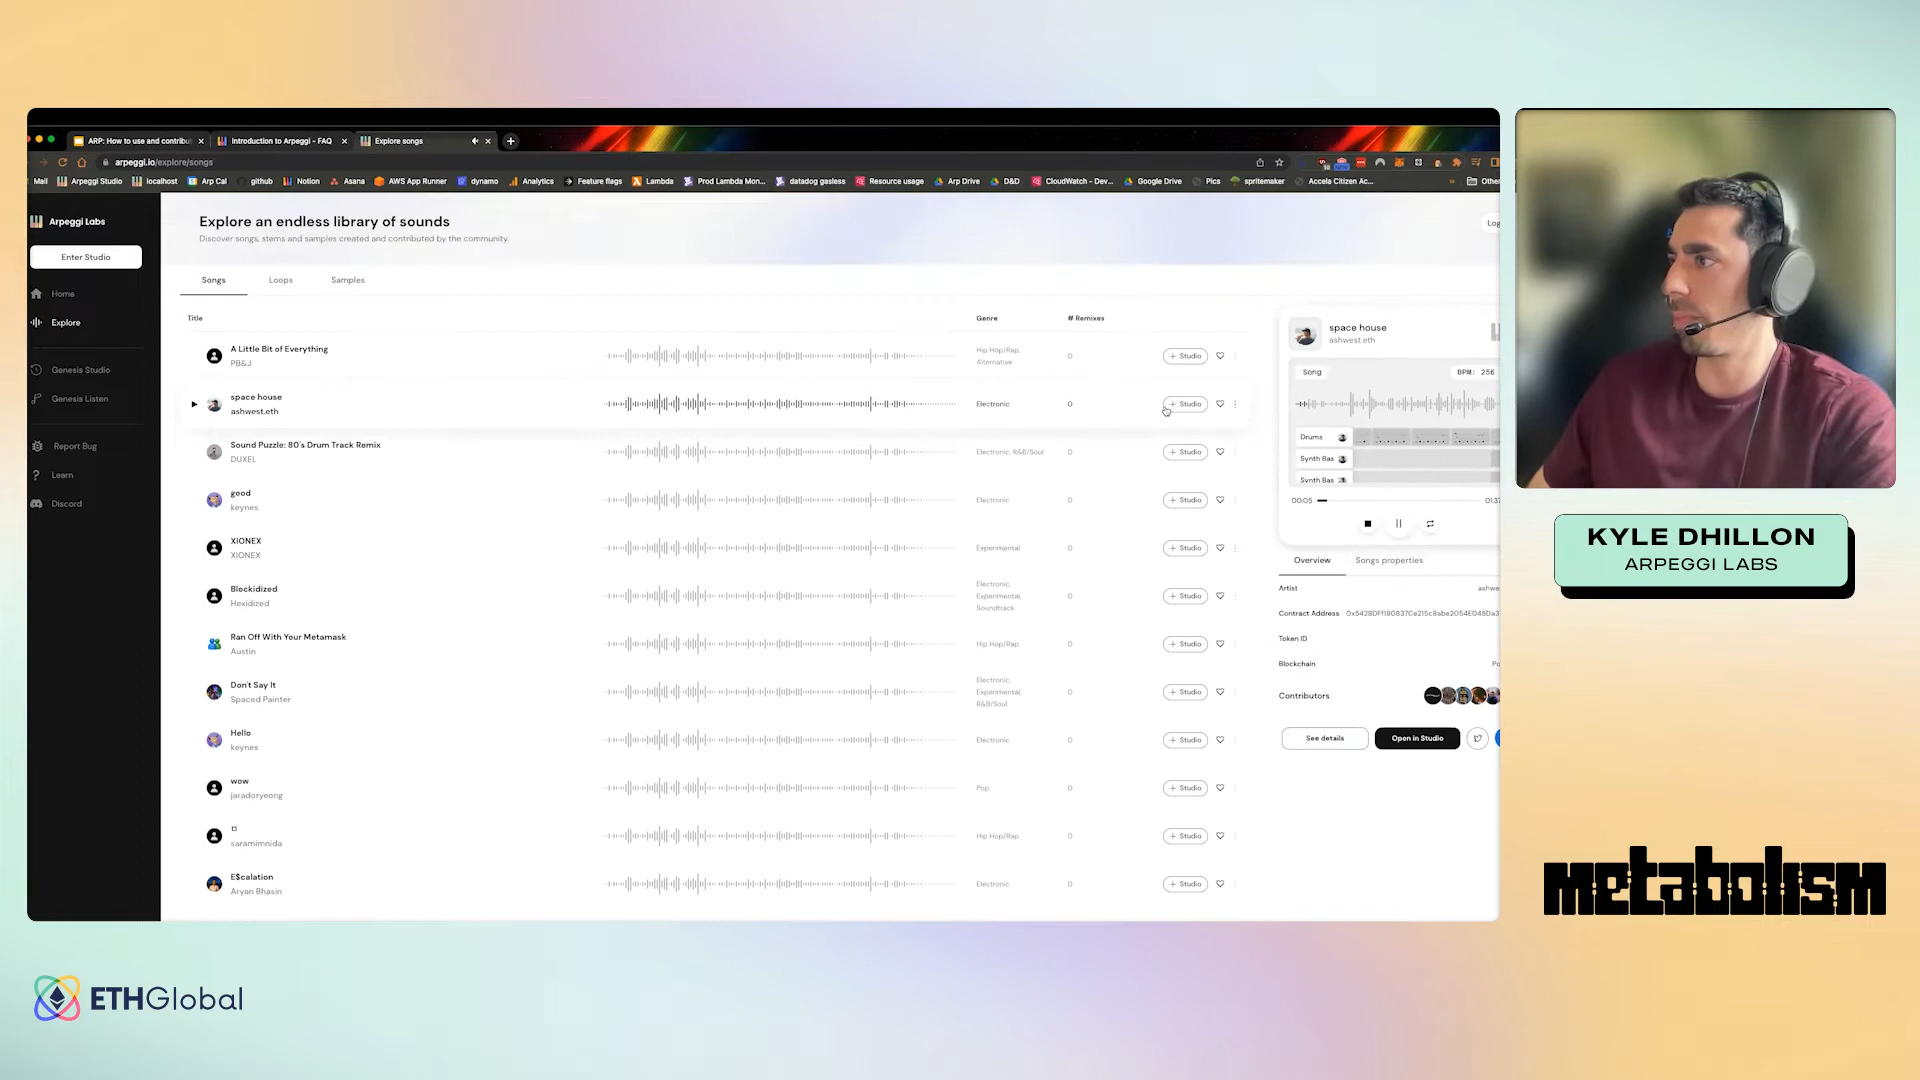 ARP: How to use and contribu
Introduction to Arpeggi - FAQ
Explore songs
arpeggi.io/explore/songs
Mail
Arpeggi Studio
localhost
Arp Cal
github
Notion
Asana
AWS App Runner
dynamo
Analytics
Feature flags
Lambda
Prod Lambda Mon...
datadog gasless
Resource usage
Arp Drive
D&D
CloudWatch - Dev...
Google Drive
Pics
spritemaker
Accela Citizen Ac...
Other
Arpeggi Labs
Enter Studio
Home
Explore
Genesis Studio
Genesis Listen
Report Bug
Learn
Discord
Explore an endless library of sounds
Discover songs, stems and samples created and contributed by the community.
Log
Songs
Loops
Samples
Title
Genre
# Remixes
A Little Bit of Everything
PB&J
Hip Hop/Rap,
Alternative
0
+ Studio
space house
ashwest.eth
Electronic
0
+ Studio
Sound Puzzle: 80's Drum Track Remix
DUXEL
Electronic, R&B/Soul
0
+ Studio
good
keynes
Electronic
0
+ Studio
XIONEX
XIONEX
Experimental
0
+ Studio
Blockidized
Hexidized
Electronic,
Experimental,
Soundtrack
0
+ Studio
Ran Off With Your Metamask
Austin
Hip Hop/Rap
0
+ Studio
Don't Say It
Spaced Painter
Electronic,
Experimental,
R&B/Soul
0
+ Studio
Hello
keynes
Electronic
0
+ Studio
wow
jaradoryeong
Pop
0
+ Studio
ㅁ
saramimnida
Hip Hop/Rap
0
+ Studio
E$calation
Aryan Bhasin
Electronic
0
+ Studio
space house
ashwest.eth
Song
BPM: 256
Drums
Synth Bas
Synth Bas
00:05
01:37
Overview
Songs properties
Artist
ashwe
Contract Address
Token ID
Blockchain
Po
Contributors
See details
Open in Studio
KYLE DHILLON
ARPEGGI LABS
metabolism
ETHGlobal